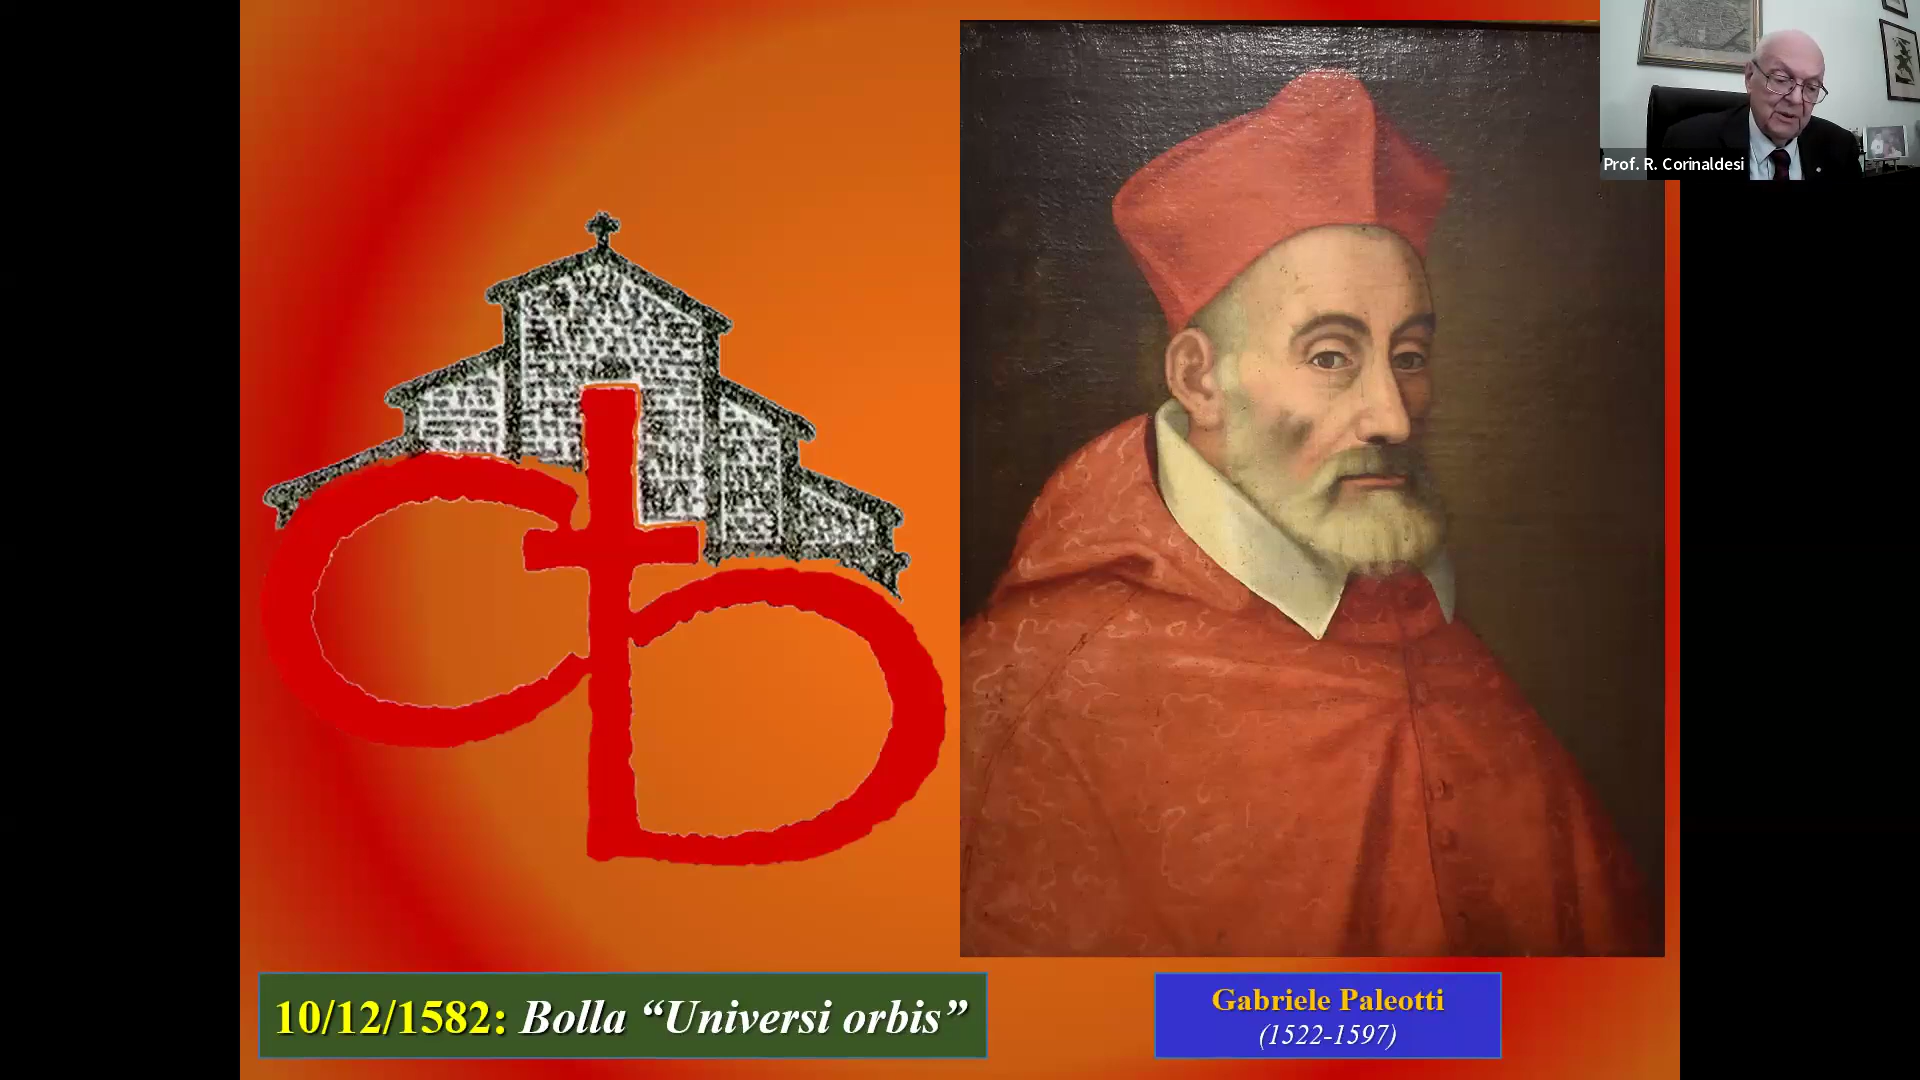 Prof. R. Corinaldesi
10/12/1582: Bolla “Universi orbis”
Gabriele Paleotti
(1522-1597)